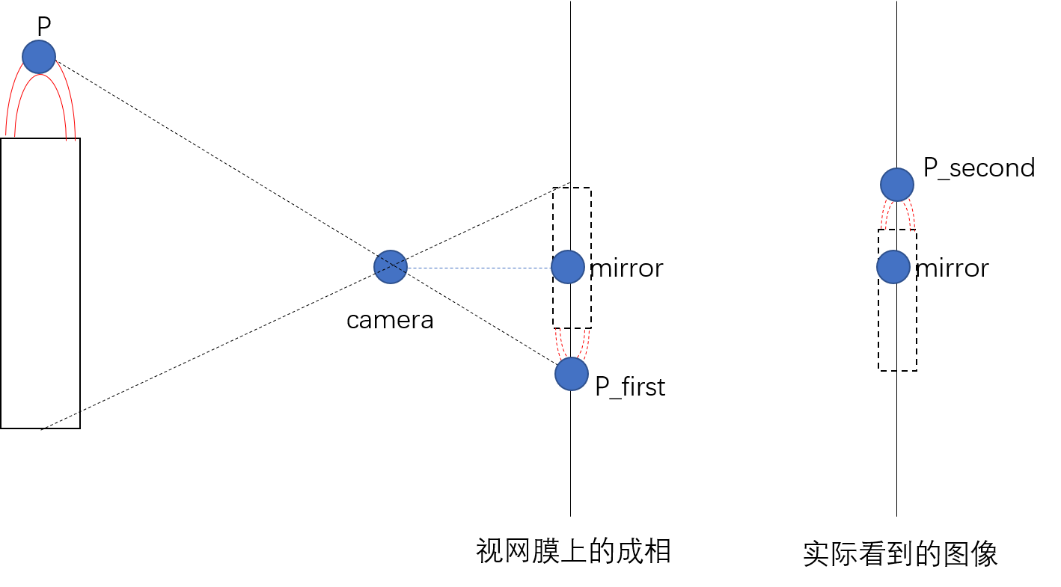 P
P_second
mirror
mirror
camera
P_first
视网膜上的成相
实际看到的图像